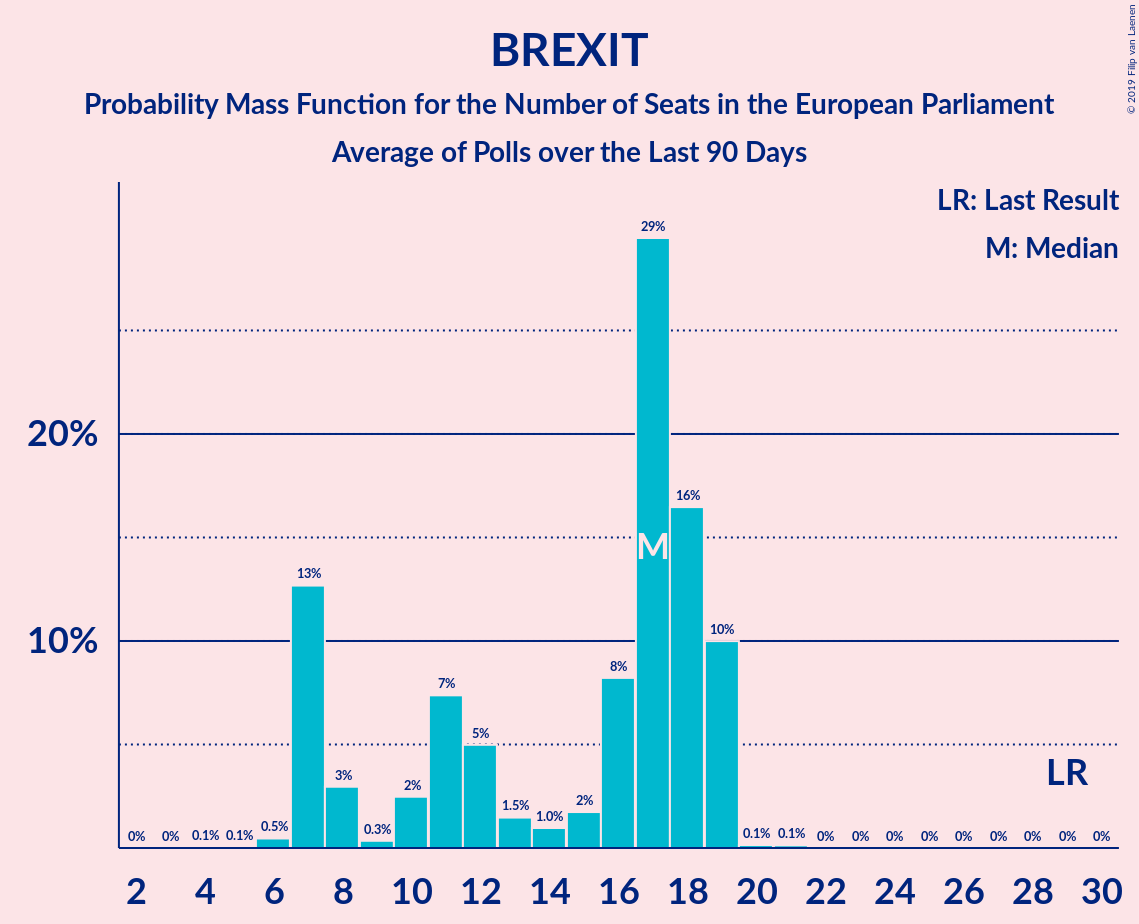 BREXIT
Probability Mass Function for the Number of Seats in the European Parliament
Average of Polls over the Last 90 Days
© 2019 Filip van Laenen
LR: Last Result
M: Median
20%
10%
0% 0% 0.1% 0.1% 0.5% 13% 3% 0.3% 2% 7% 5% 1.5% 1.0% 2% 8% 29% 16% 10% 0.1% 0.1% 0% 0% 0% 0% 0% 0% 0% 0% 0%
M
LR
2 4 6 8 10 12 14 16 18 20 22 24 26 28 30